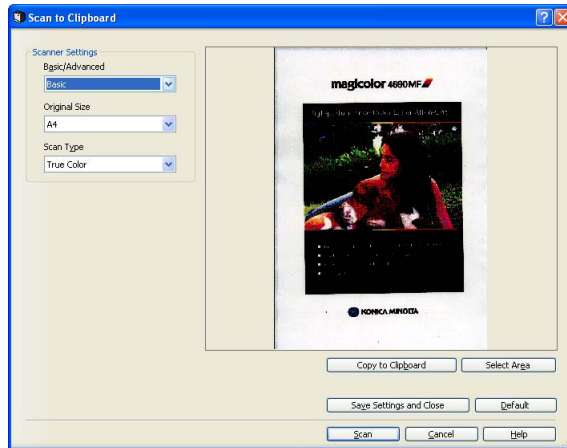 Scan to Clipboard
Scanner Settings
Basic/Advanced
Basic
Original Size
A4
Scan Type
True Color
magicolor 4690MF
KONICA MINOLTA
Copy to Clipboard
Select Area
Save Settings and Close
Default
Scan
Cancel
Help